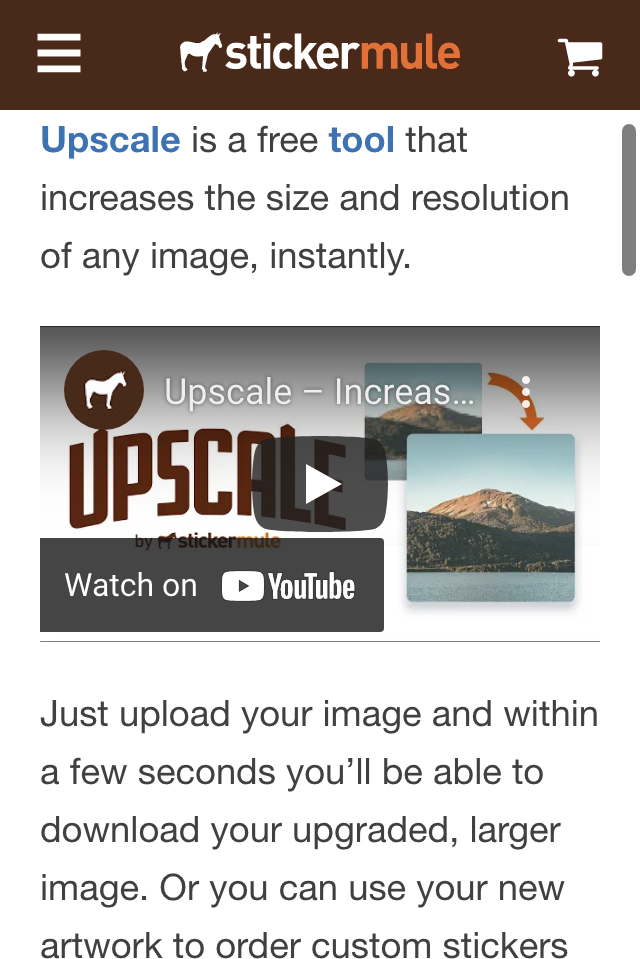 stickermule
Upscale is a free tool that
increases the size and resolution
of any image, instantly.
Upscale – Increas...
UPSCALE
by stickermule
Watch on YouTube
Just upload your image and within
a few seconds you’ll be able to
download your upgraded, larger
image. Or you can use your new
artwork to order custom stickers